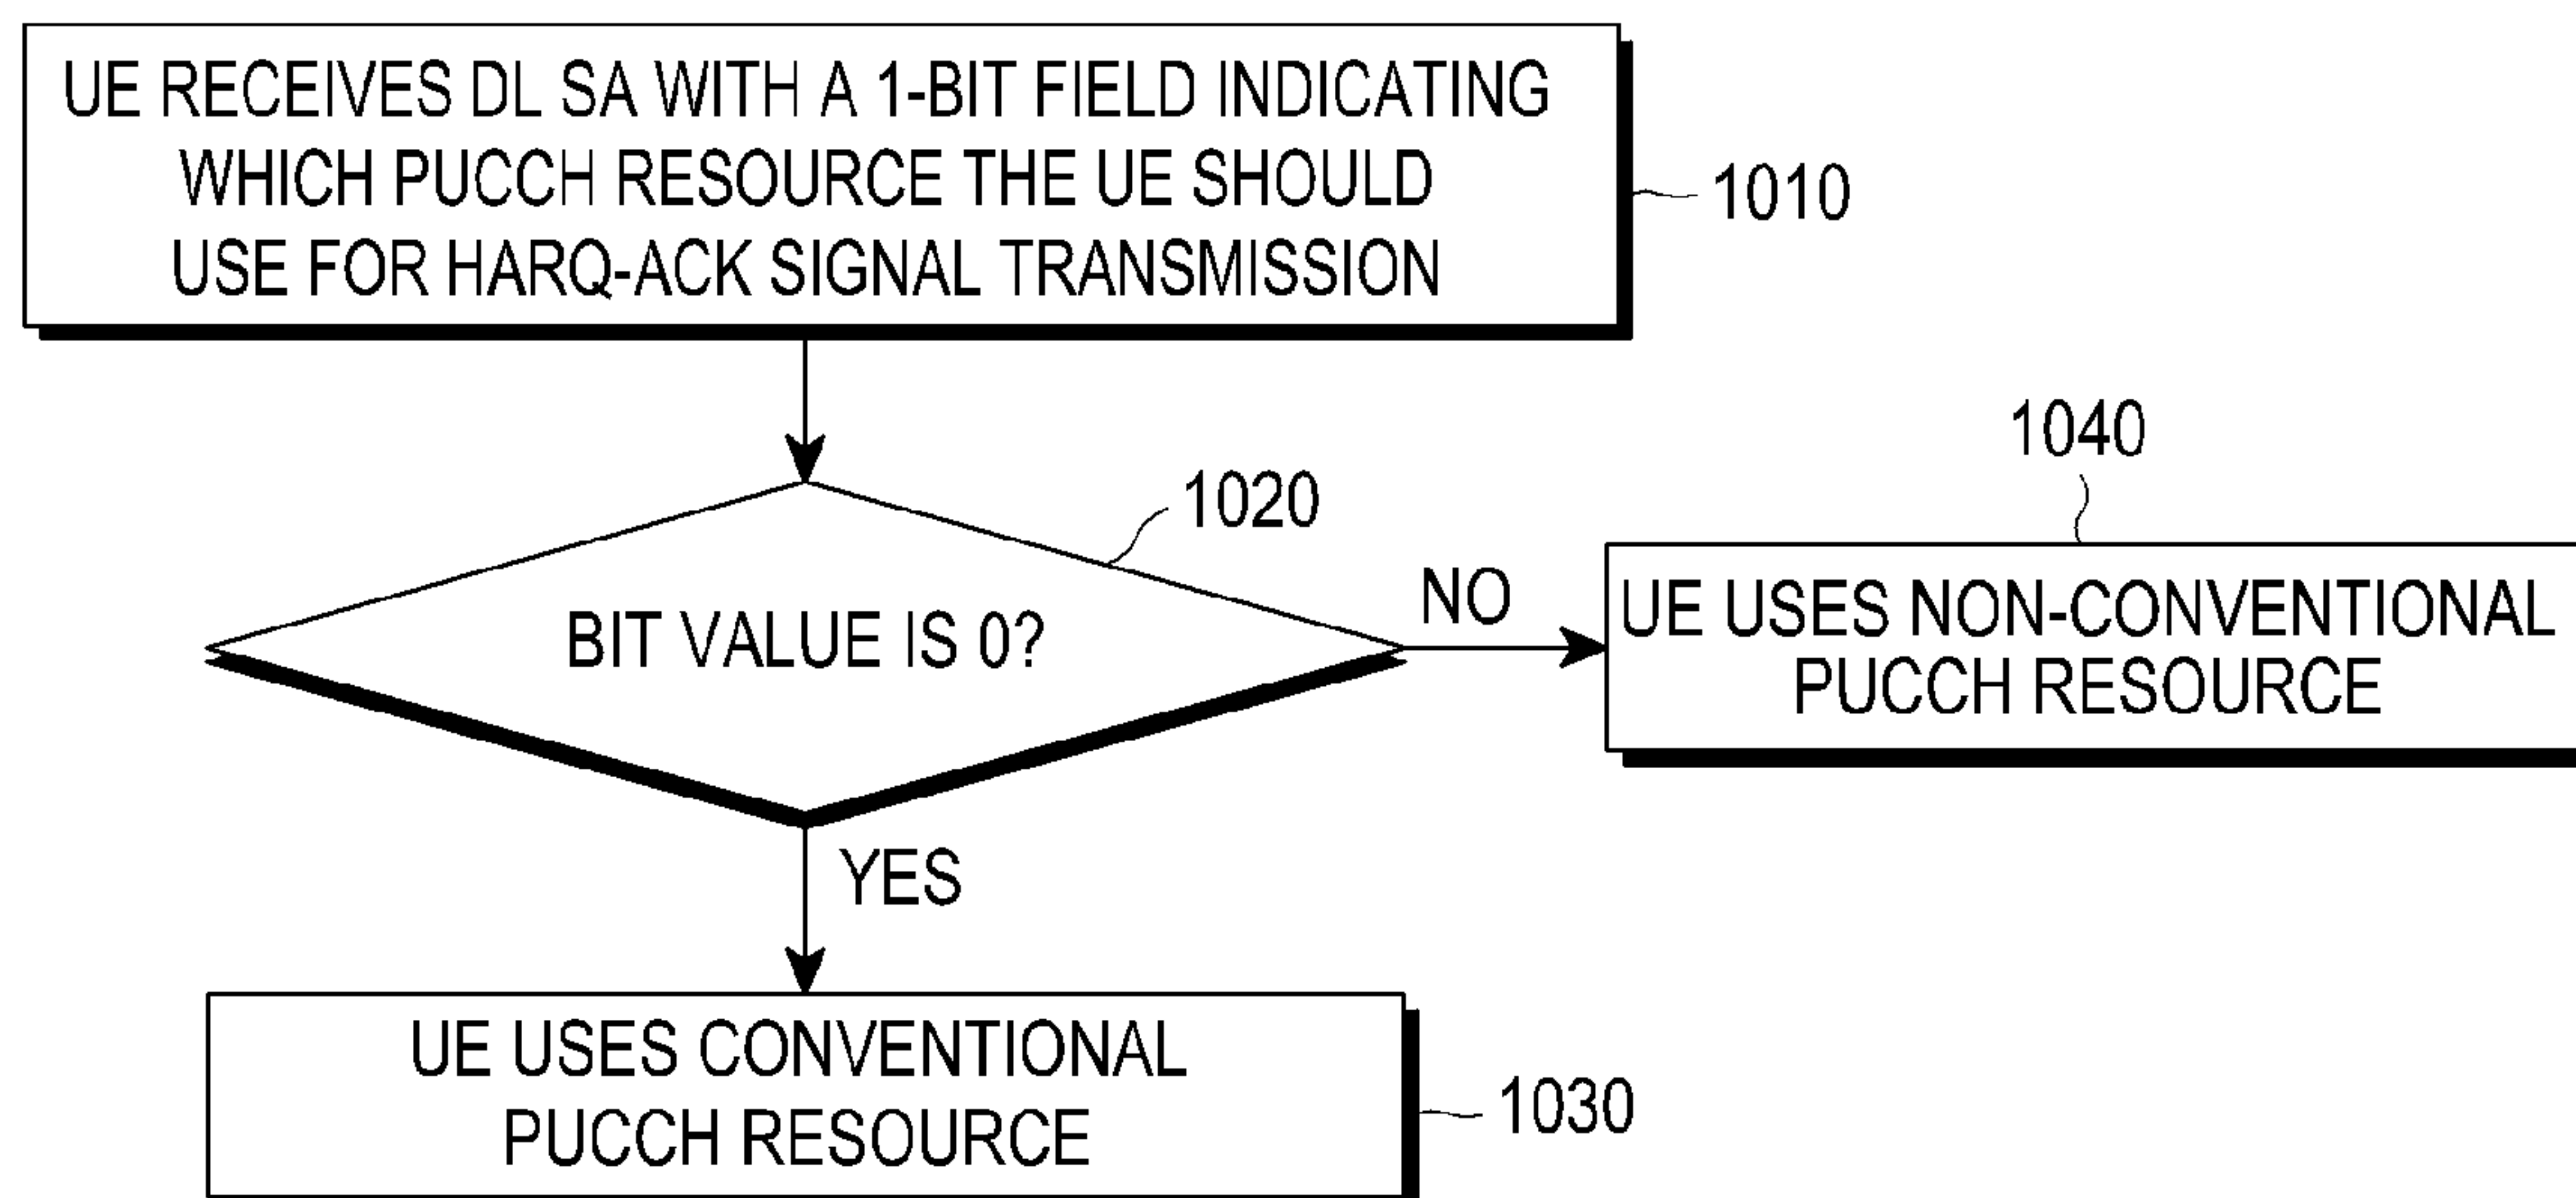 UE RECEIVES DL SA WITH A 1-BIT FIELD INDICATING
WHICH PUCCH RESOURCE THE UE SHOULD
USE FOR HARQ-ACK SIGNAL TRANSMISSION
1010
1020
BIT VALUE IS 0?
NO
1040
UE USES NON-CONVENTIONAL
PUCCH RESOURCE
YES
UE USES CONVENTIONAL
PUCCH RESOURCE
1030